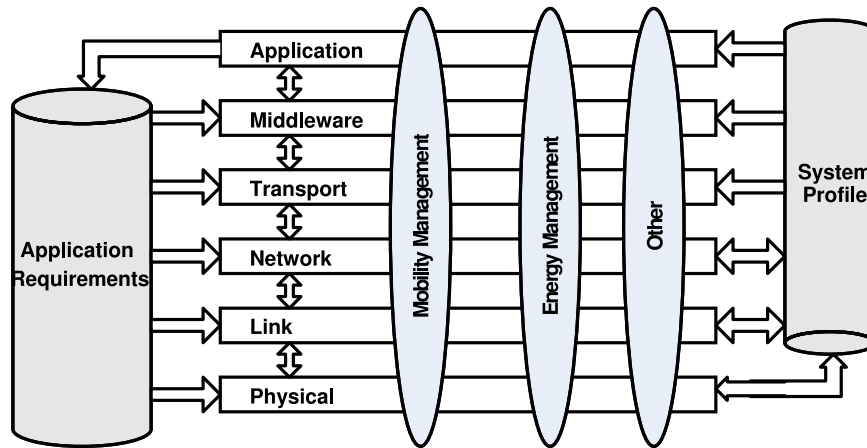 Application
Middleware
Transport
Network
Link
Physical
Application
Requirements
Mobility Management
Energy Management
Other
System
Profile